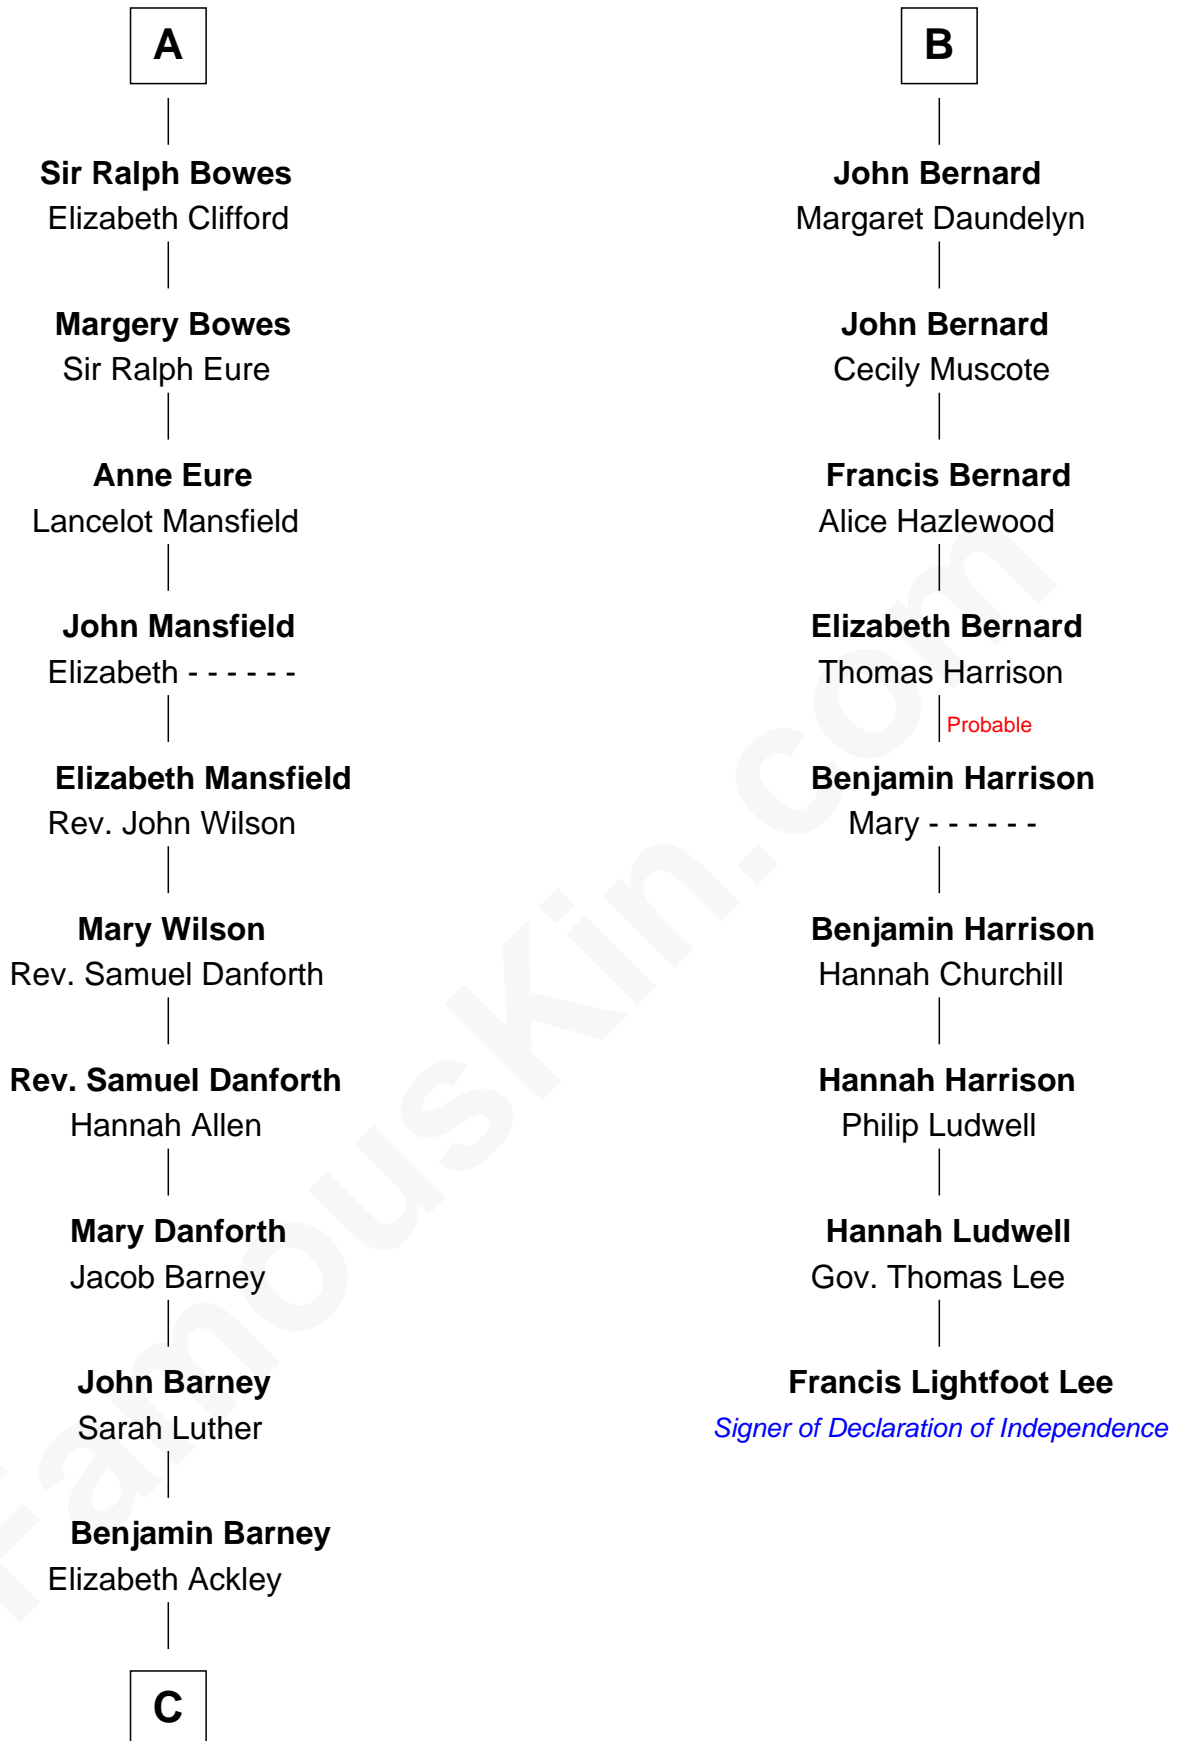 A
Sir Ralph Bowes
Elizabeth Clifford
Margery Bowes
Sir Ralph Eure
Anne Eure
Lancelot Mansfield
John Mansfield
Elizabeth - - - - - -
Elizabeth Mansfield
Rev. John Wilson
Mary Wilson
Rev. Samuel Danforth
Rev. Samuel Danforth
Hannah Allen
Mary Danforth
Jacob Barney
John Barney
Sarah Luther
Benjamin Barney
Elizabeth Ackley
C
B
John Bernard
Margaret Daundelyn
John Bernard
Cecily Muscote
Francis Bernard
Alice Hazlewood
Elizabeth Bernard
Thomas Harrison
Probable
Benjamin Harrison
Mary - - - - - -
Benjamin Harrison
Hannah Churchill
Hannah Harrison
Philip Ludwell
Hannah Ludwell
Gov. Thomas Lee
Francis Lightfoot Lee
Signer of Declaration of Independence
FamousKin.com